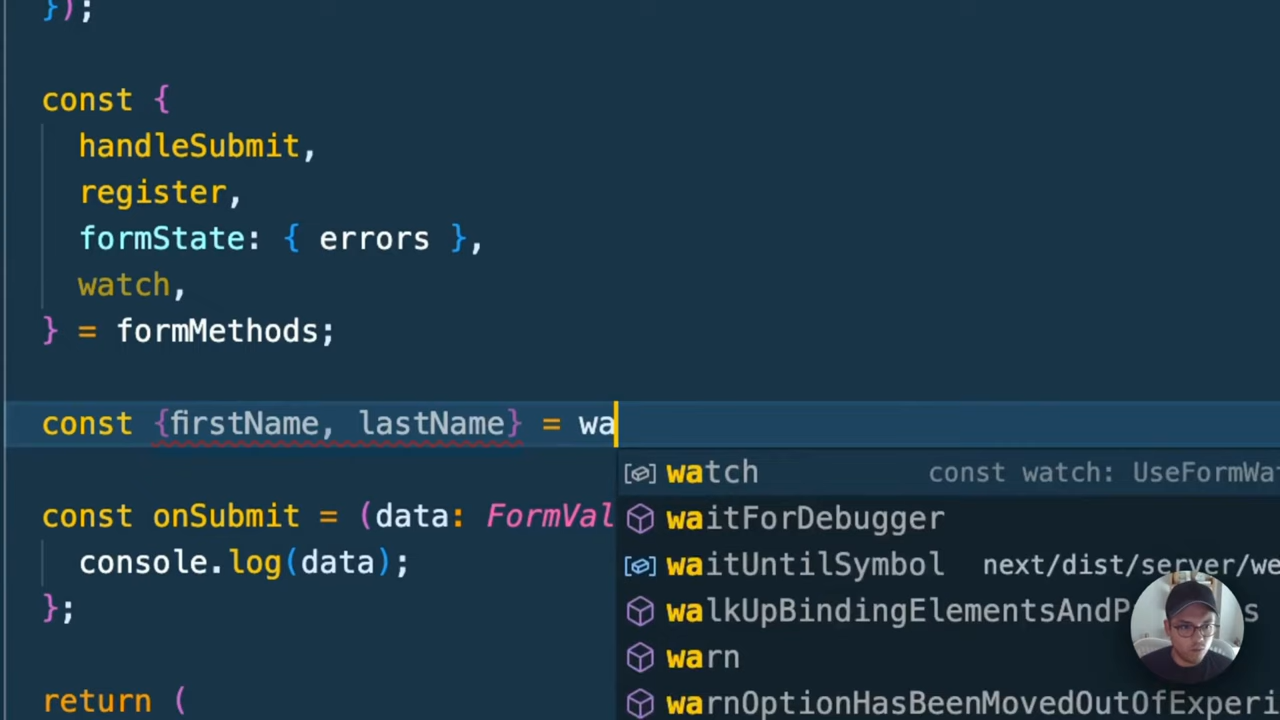 });
const {
handleSubmit,
register,
formState: { errors },
watch,
} = formMethods;
const {firstName, lastName} = wa
watch const watch: UseFormWa
waitForDebugger
waitUntilSymbol next/dist/server/we
walkUpBindingElementsAndP s
warn
warnOptionHasBeenMovedOutOfExperi
const onSubmit = (data: FormVal
console.log(data);
};
return (